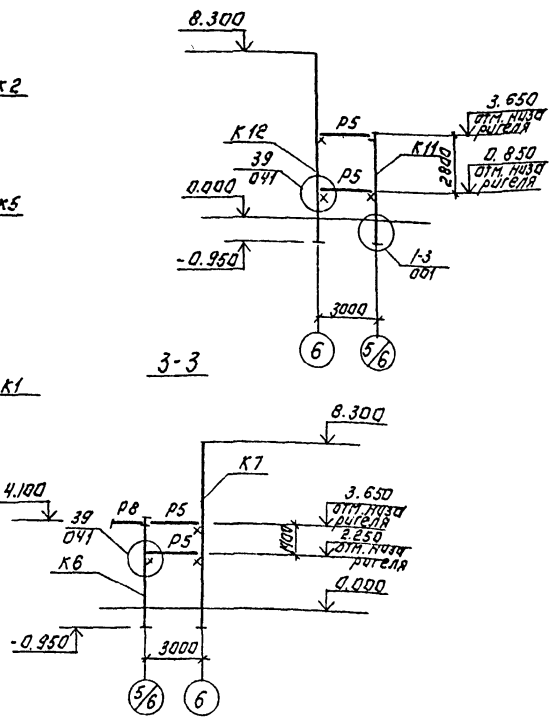 8.300
К2
Р5
3.650
отм. низа
ригеля
К12
К11
2800
39
041
Р5
0.850
отм. низа
ригеля
0.000
К5
-0.950
1-3
001
3000
6
5/6
3-3
К1
8.300
К7
4.100
Р8
Р5
3.650
отм. низа
ригеля
39
041
Р5
1400
2.250
отм. низа
ригеля
К6
0.000
-0.950
3000
5/6
6